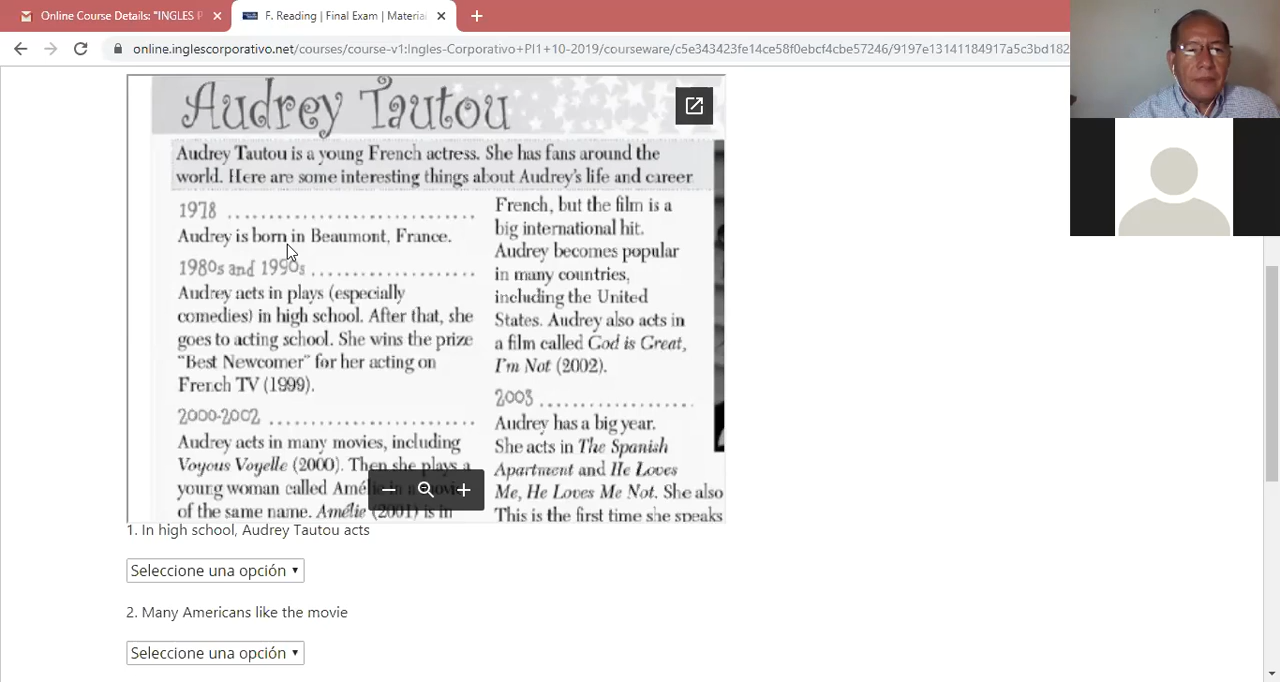 Online Course Details: "INGLES P
F. Reading | Final Exam | Materia
online.inglescorporativo.net/courses/course-v1:Ingles-Corporativo+PI1+10-2019/courseware/c5e343423fe14ce58f0ebcf4cbe57246/9197e13141184917a5c3bd182
Audrey Tautou
Audrey Tautou is a young French actress. She has fans around the
world. Here are some interesting things about Audrey's life and career
1978
Audrey is born in Beaumont, France.
1980s and 1990s
Audrey acts in plays (especially
comedies) in high school. After that, she
goes to acting school. She wins the prize
"Best Newcomer" for her acting on
French TV (1999).
2000-2002
Audrey acts in many movies, including
Voyous Voyelle (2000). Then she plays a
young woman called Amélie in a movie
of the same name. Amélie (2001) is in
French, but the film is a
big international hit.
Audrey becomes popular
in many countries,
including the United
States. Audrey also acts in
a film called God is Great,
I'm Not (2002).
2003
Audrey has a big year.
She acts in The Spanish
Apartment and He Loves
Me, He Loves Me Not. She also
This is the first time she speaks
1. In high school, Audrey Tautou acts
Seleccione una opción
2. Many Americans like the movie
Seleccione una opción